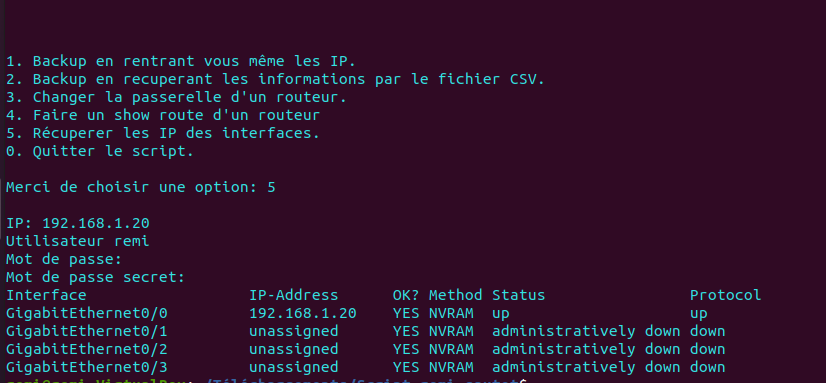 1. Backup en rentrant vous même les IP.
2. Backup en recuperant les informations par le fichier CSV.
3. Changer la passerelle d'un routeur.
4. Faire un show route d'un routeur
5. Récuperer les IP des interfaces.
0. Quitter le script.
Merci de choisir une option: 5
IP: 192.168.1.20
Utilisateur remi
Mot de passe:
Mot de passe secret:
Interface IP-Address OK? Method Status Protocol
GigabitEthernet0/0 192.168.1.20 YES NVRAM up up
GigabitEthernet0/1 unassigned YES NVRAM administratively down down
GigabitEthernet0/2 unassigned YES NVRAM administratively down down
GigabitEthernet0/3 unassigned YES NVRAM administratively down down